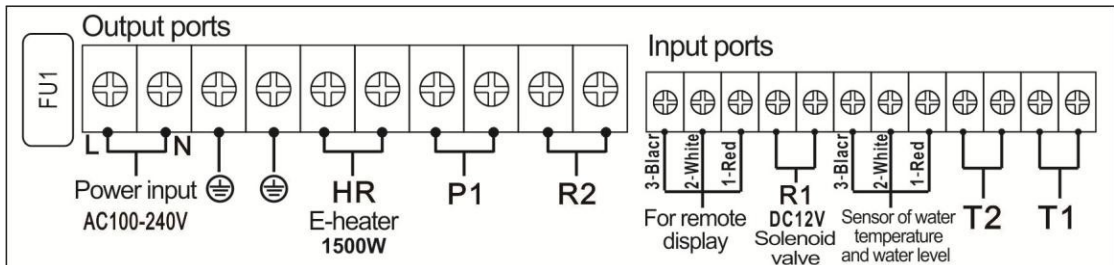 Output ports
FU1
L N
Power input
AC100-240V
HR
E-heater
1500W
P1
R2
Input ports
3-Blacr
2-White
1-Red
For remote
display
R1
DC12V
Solenoid
valve
3-Blacr
2-White
1-Red
Sensor of water
temperature
and water level
T2
T1